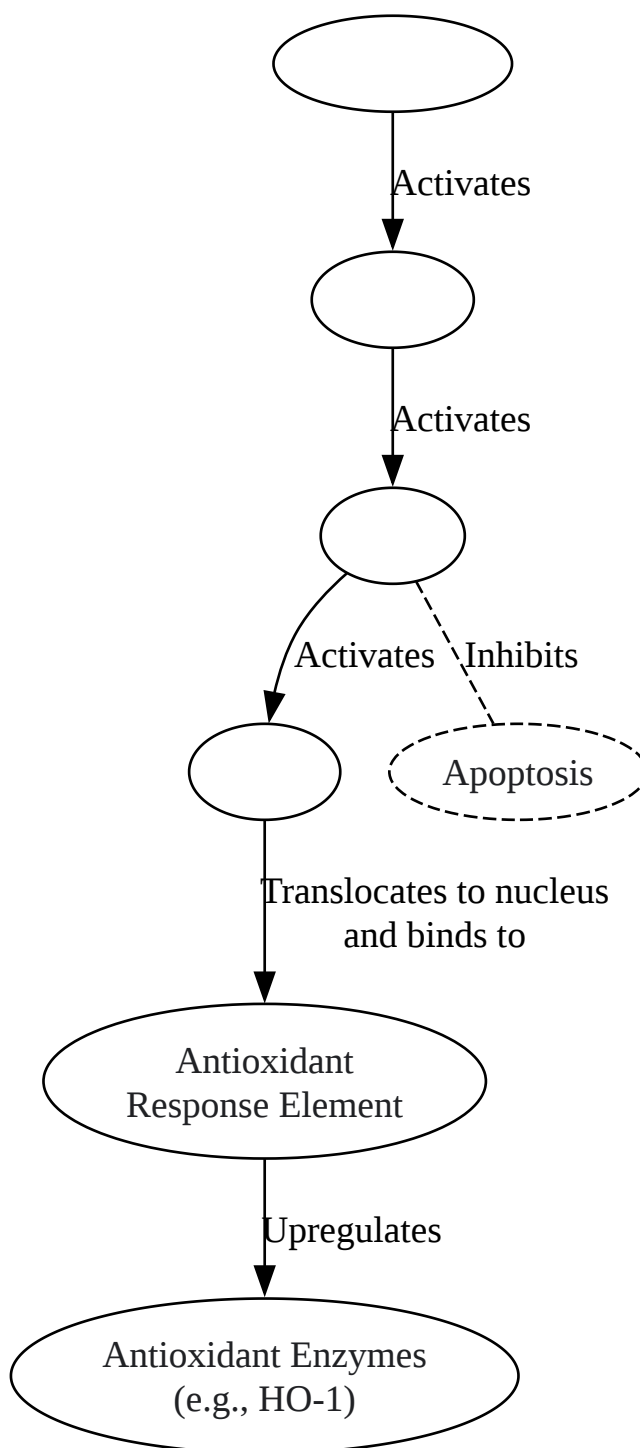 Activates
Activates
Activates
Inhibits
Apoptosis
Translocates to nucleus
and binds to
Antioxidant
Response Element
Upregulates
Antioxidant Enzymes
(e.g., HO-1)